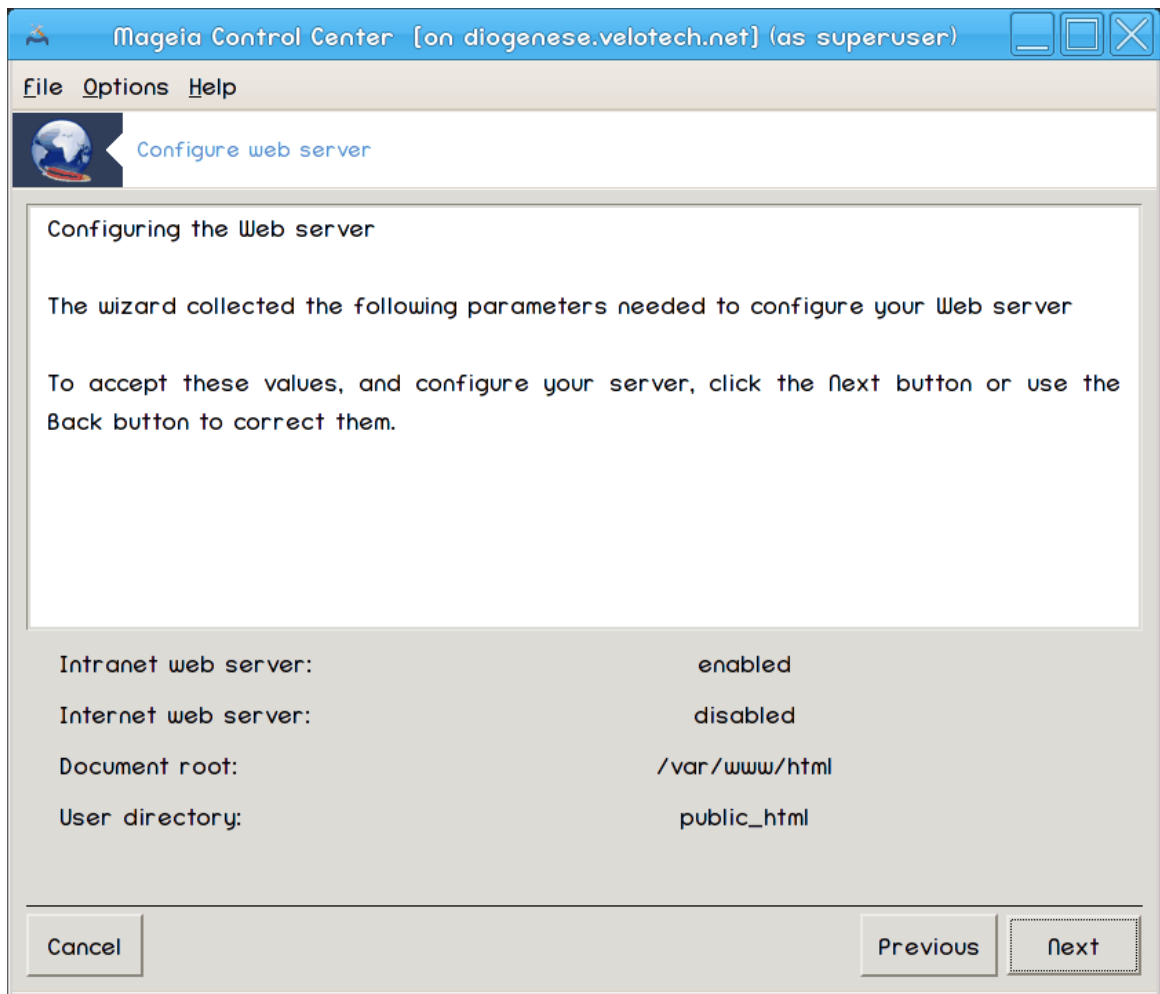 Mageia Control Center [on diogenese.velotech.net] (as superuser)
File Options Help
Configure web server
Configuring the Web server
The wizard collected the following parameters needed to configure your Web server
To accept these values, and configure your server, click the Next button or use the
Back button to correct them.
Intranet web server: enabled
Internet web server: disabled
Document root: /var/www/html
User directory: public_html
Cancel Previous Next